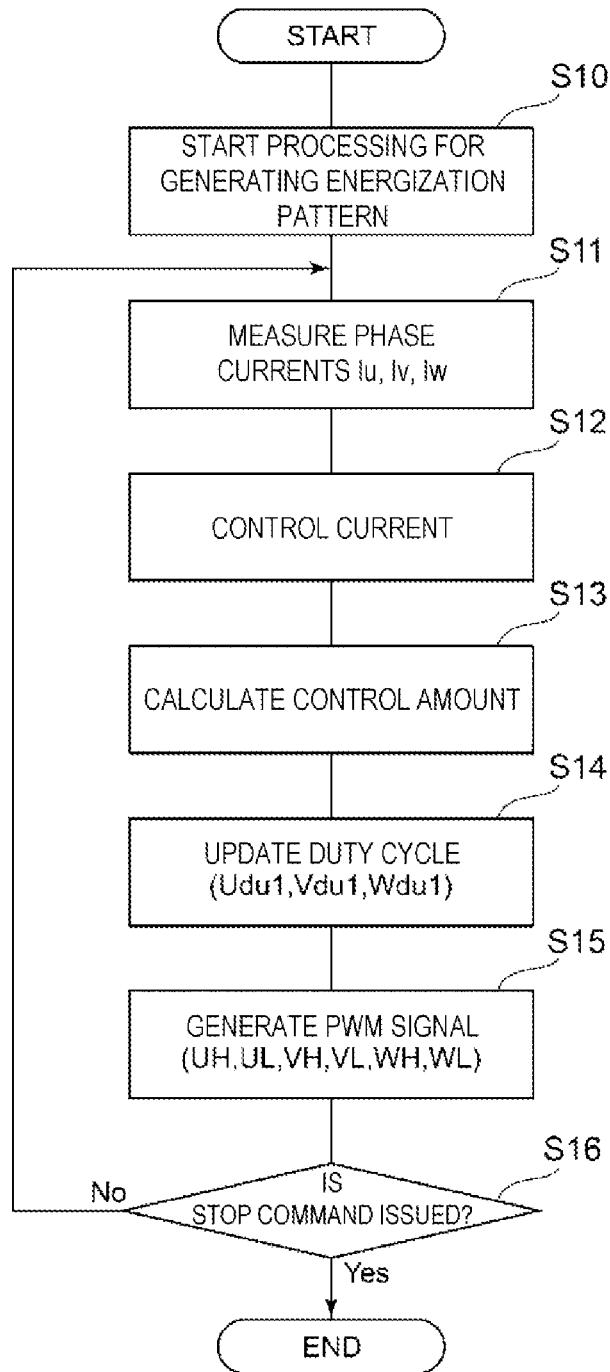 START
S10
START PROCESSING FOR
GENERATING ENERGIZATION
PATTERN
S11
MEASURE PHASE
CURRENTS Iu, Iv, Iw
S12
CONTROL CURRENT
S13
CALCULATE CONTROL AMOUNT
S14
UPDATE DUTY CYCLE
(Udu1,Vdu1,Wdu1)
S15
GENERATE PWM SIGNAL
(UH,UL,VH,VL,WH,WL)
S16
IS
STOP COMMAND ISSUED?
No
Yes
END